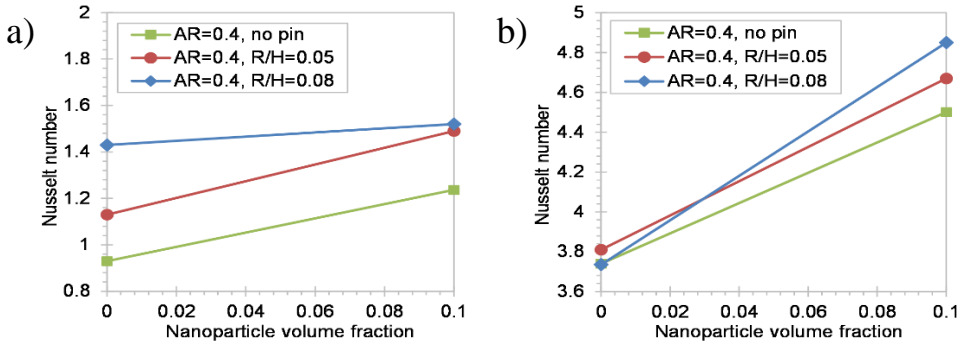 a)
AR=0.4, no pin
AR=0.4, R/H=0.05
AR=0.4, R/H=0.08
Nusselt number
2
1.8
1.6
1.4
1.2
1
0.8
0 0.02 0.04 0.06 0.08 0.1
Nanoparticle volume fraction
b)
AR=0.4, no pin
AR=0.4, R/H=0.05
AR=0.4, R/H=0.08
Nusselt number
5
4.8
4.6
4.4
4.2
4
3.8
3.6
0 0.02 0.04 0.06 0.08 0.1
Nanoparticle volume fraction